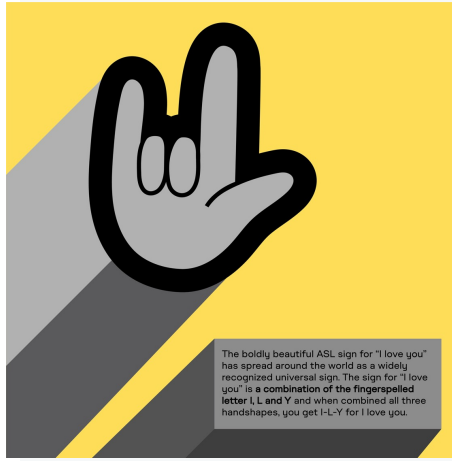 The boldly beautiful ASL sign for "I love you"
has spread around the world as a widely
recognized universal sign. The sign for "I love
you" is a combination of the fingerspelled
letter I, L and Y and when combined all three
handshapes, you get I-L-Y for I love you.